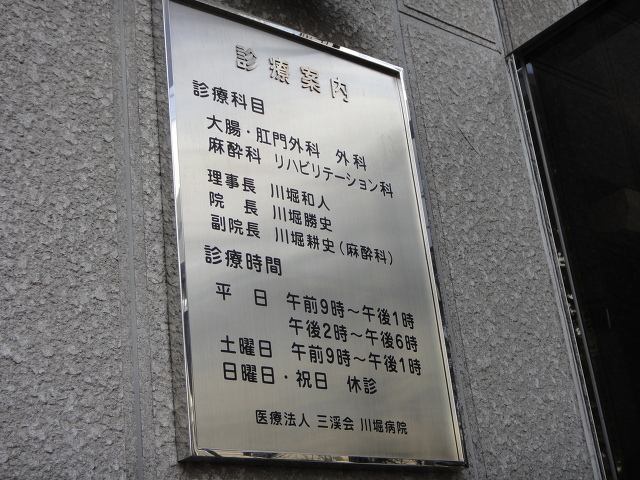 診療案内
診療科目
大腸・肛門外科　外科
麻酔科　リハビリテーション科
理事長　川堀和人
院　長　川堀勝史
副院長　川堀耕史（麻酔科）
診療時間
平　日　午前9時～午後1時
午後2時～午後6時
土曜日　午前9時～午後1時
日曜日・祝日　休診
医療法人 三渓会 川堀病院